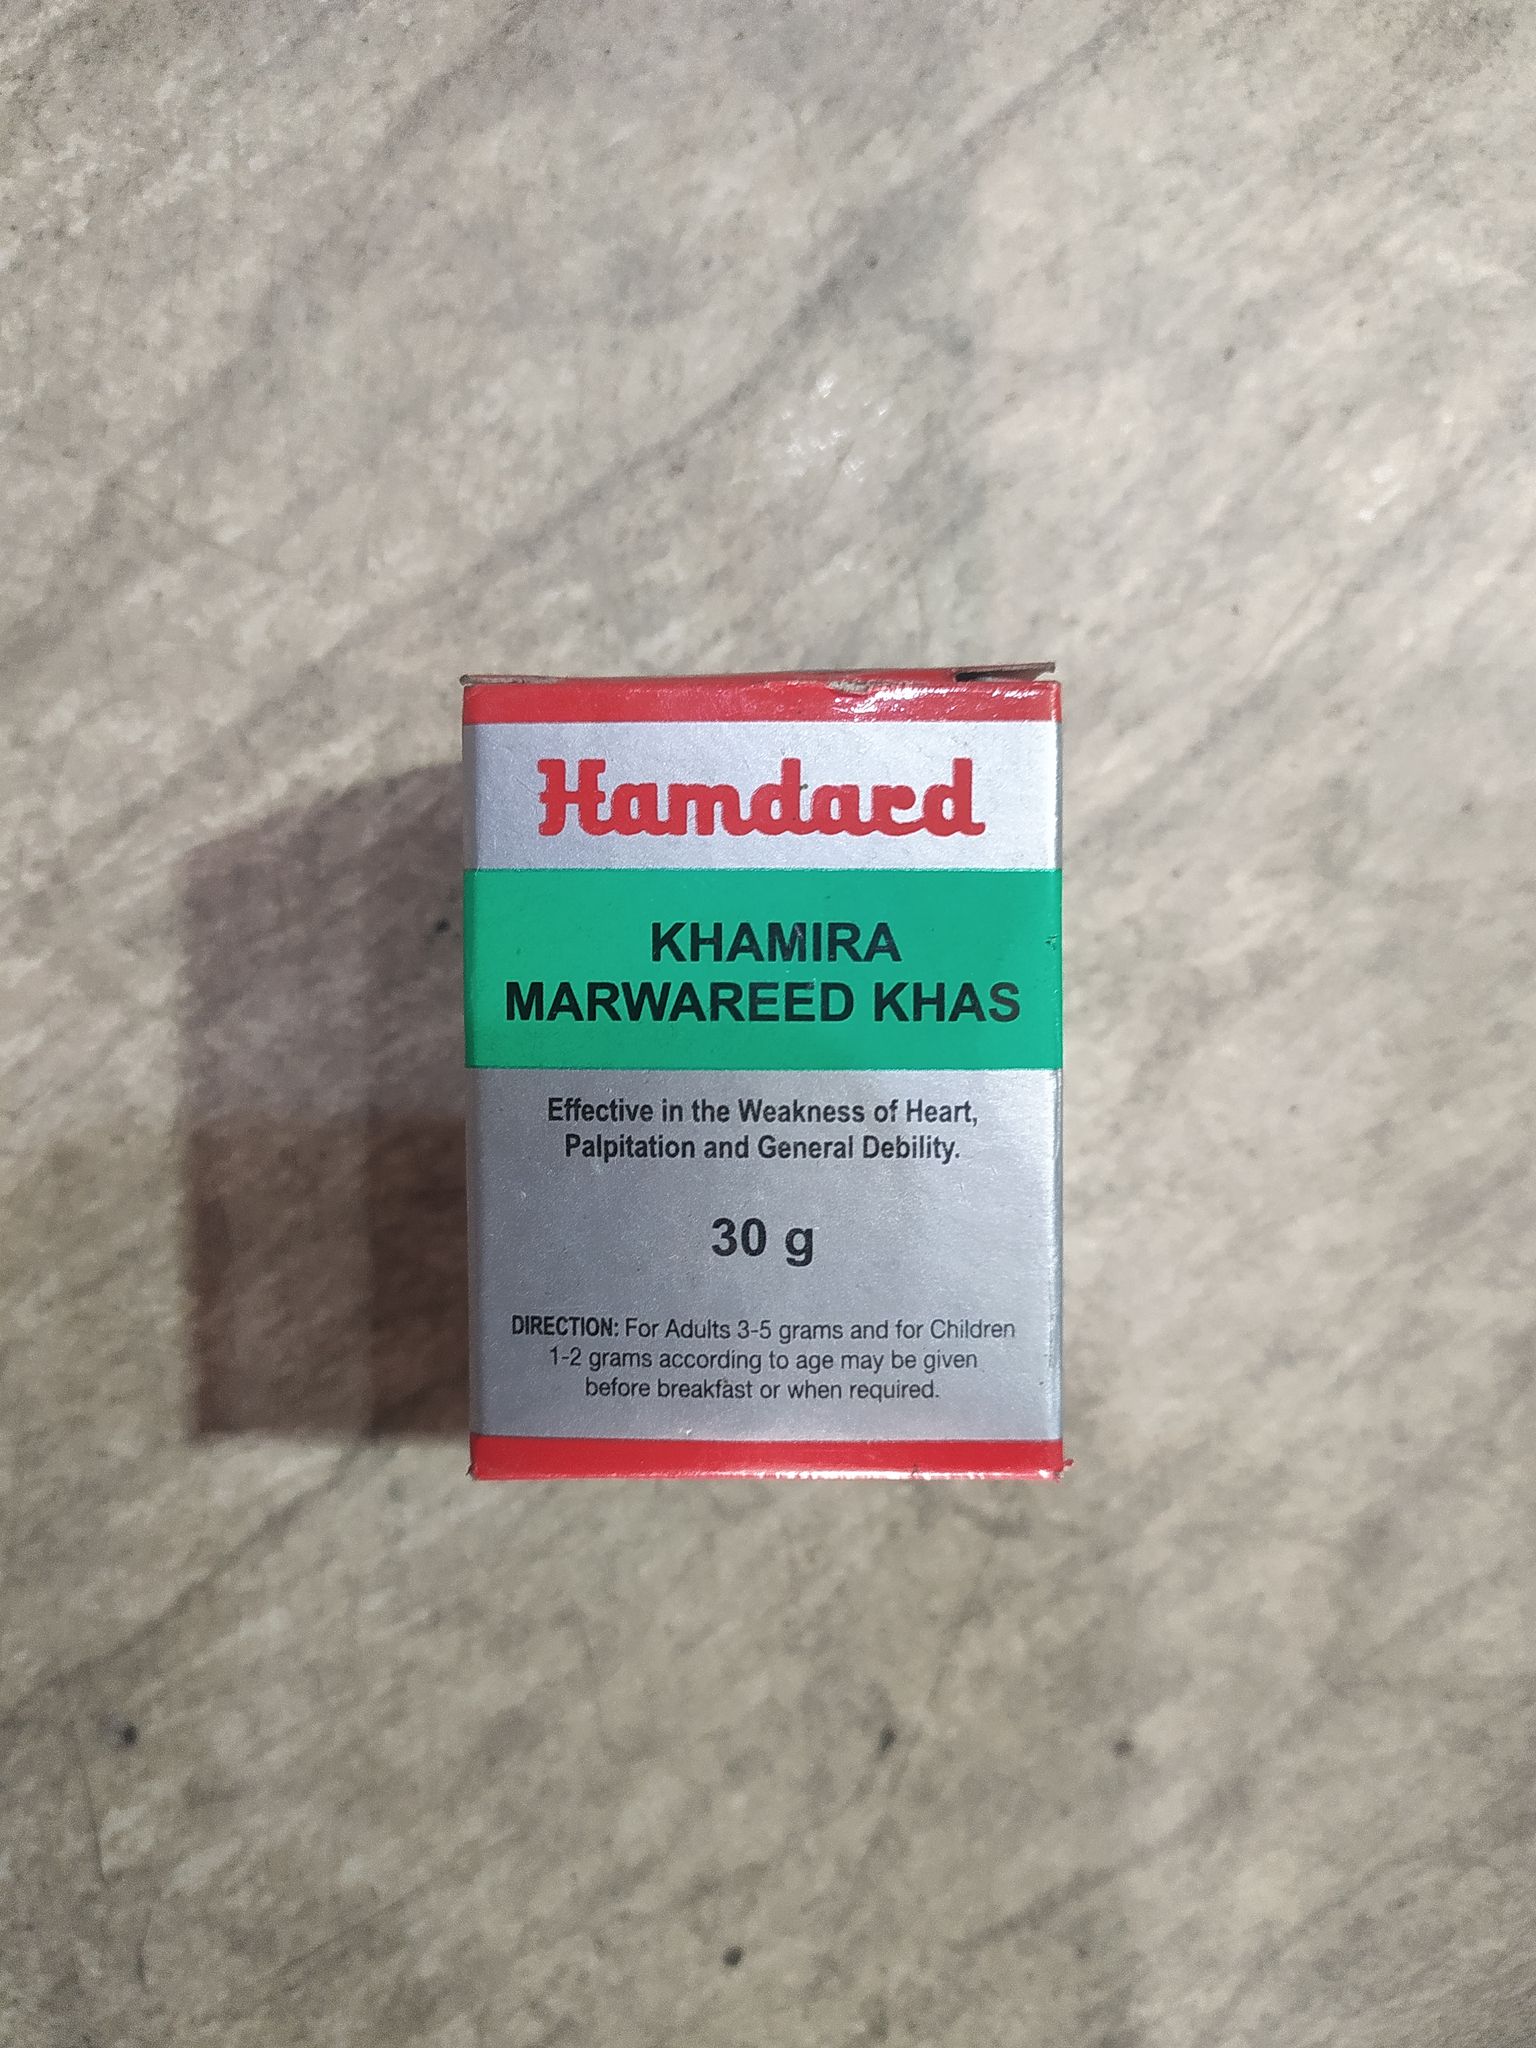 Hamdard
KHAMIRA
MARWAREED KHAS
Effective in the Weakness of Heart,
Palpitation and General Debility.
30 g
DIRECTION: For Adults 3-5 grams and for Children
1-2 grams according to age may be given
before breakfast or when required.